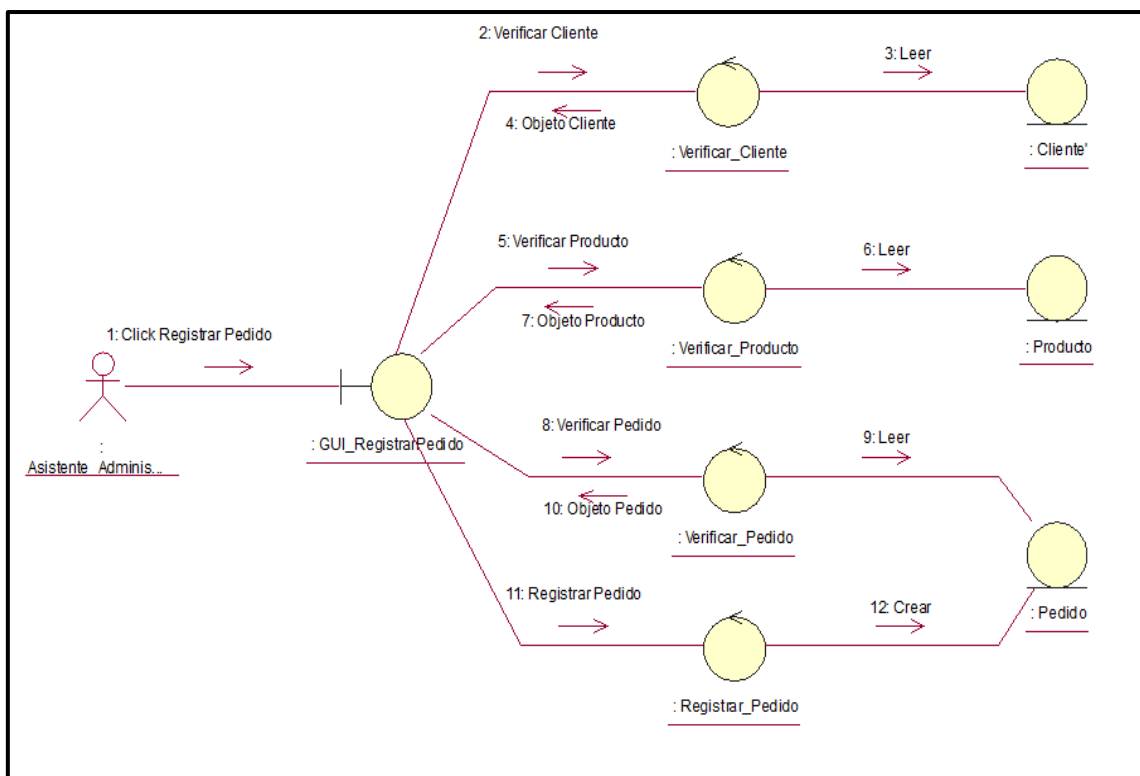 2: Verificar Cliente
3: Leer
4: Objeto Cliente
: Verificar_Cliente
: Cliente'
5: Verificar Producto
6: Leer
7: Objeto Producto
: Verificar_Producto
: Producto
1: Click Registrar Pedido
:
Asistente_Adminis...
: GUI_RegistrarPedido
8: Verificar Pedido
9: Leer
10: Objeto Pedido
: Verificar_Pedido
: Pedido
11: Registrar Pedido
12: Crear
: Registrar_Pedido